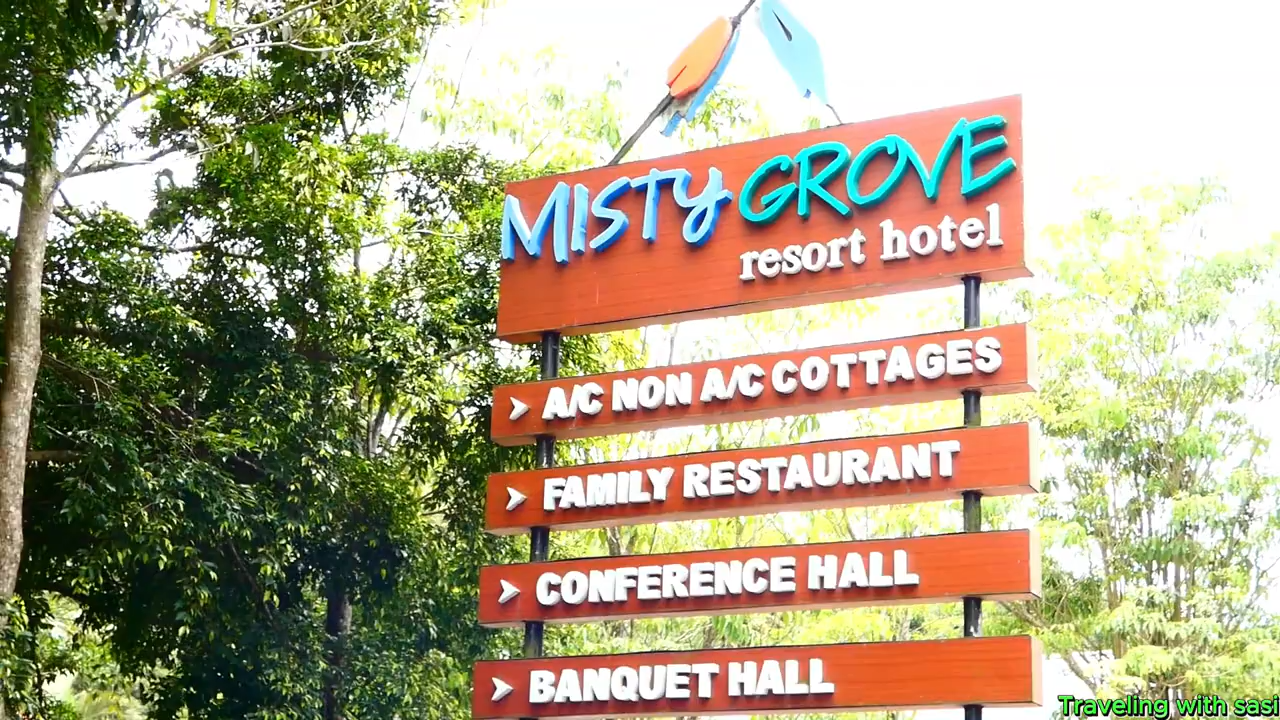 MISTY GROVE
resort hotel
A/C NON A/C COTTAGES
FAMILY RESTAURANT
CONFERENCE HALL
BANQUET HALL
Traveling with sasi